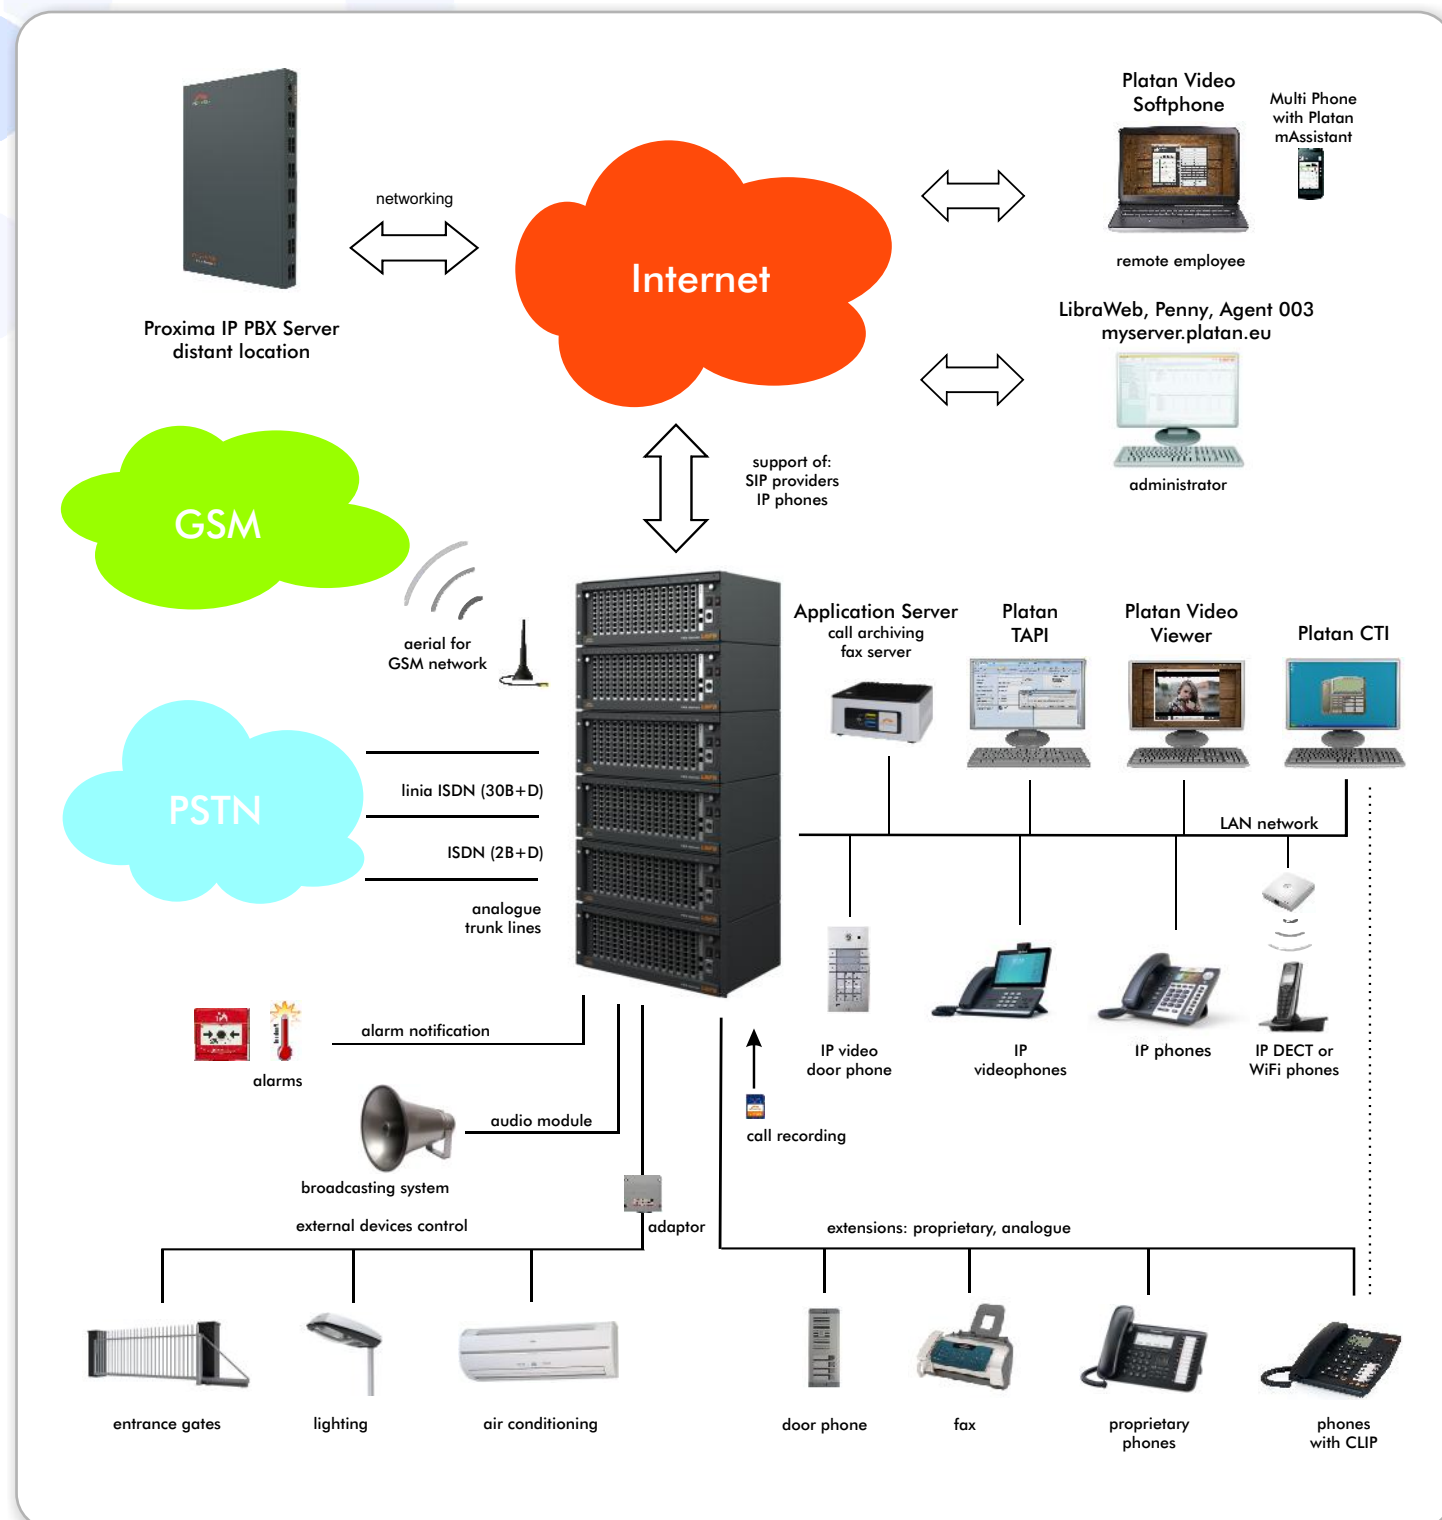 Platan Video
Softphone
Multi Phone
with Platan
mAssistant
networking
Internet
remote employee
Proxima IP PBX Server
distant location
LibraWeb, Penny, Agent 003
myserver.platan.eu
administrator
support of:
SIP providers
IP phones
GSM
aerial for
GSM network
Application Server
call archiving
fax server
Platan
TAPI
Platan Video
Viewer
Platan CTI
PSTN
linia ISDN (30B+D)
ISDN (2B+D)
analogue
trunk lines
LAN network
alarm notification
alarms
IP video
door phone
IP
videophones
IP phones
IP DECT or
WiFi phones
audio module
call recording
broadcasting system
external devices control
adaptor
extensions: proprietary, analogue
entrance gates
lighting
air conditioning
door phone
fax
proprietary
phones
phones
with CLIP